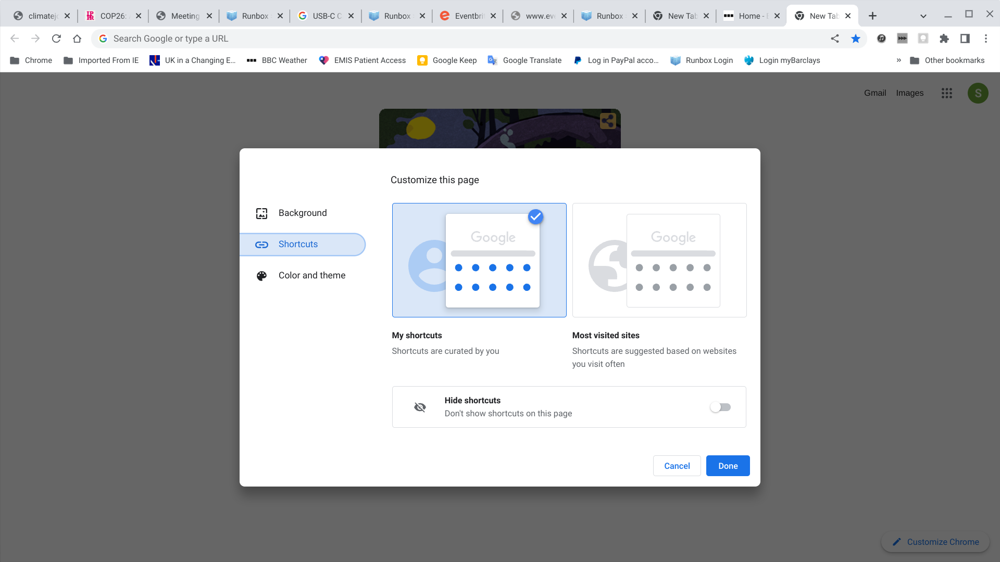 climatej COP26: Meeting Runbox USB-C C Runbox Eventbri www.eve Runbox New Tab Home - New Tab
Search Google or type a URL
Chrome Imported From IE UK in a Changing E... BBC Weather EMIS Patient Access Google Keep Google Translate Log in PayPal acco... Runbox Login Login myBarclays » Other bookmarks
Gmail Images S
Customize this page
Background
Shortcuts
Color and theme
Google Google
My shortcuts
Shortcuts are curated by you
Most visited sites
Shortcuts are suggested based on websites
you visit often
Hide shortcuts
Don't show shortcuts on this page
Cancel Done
Customize Chrome